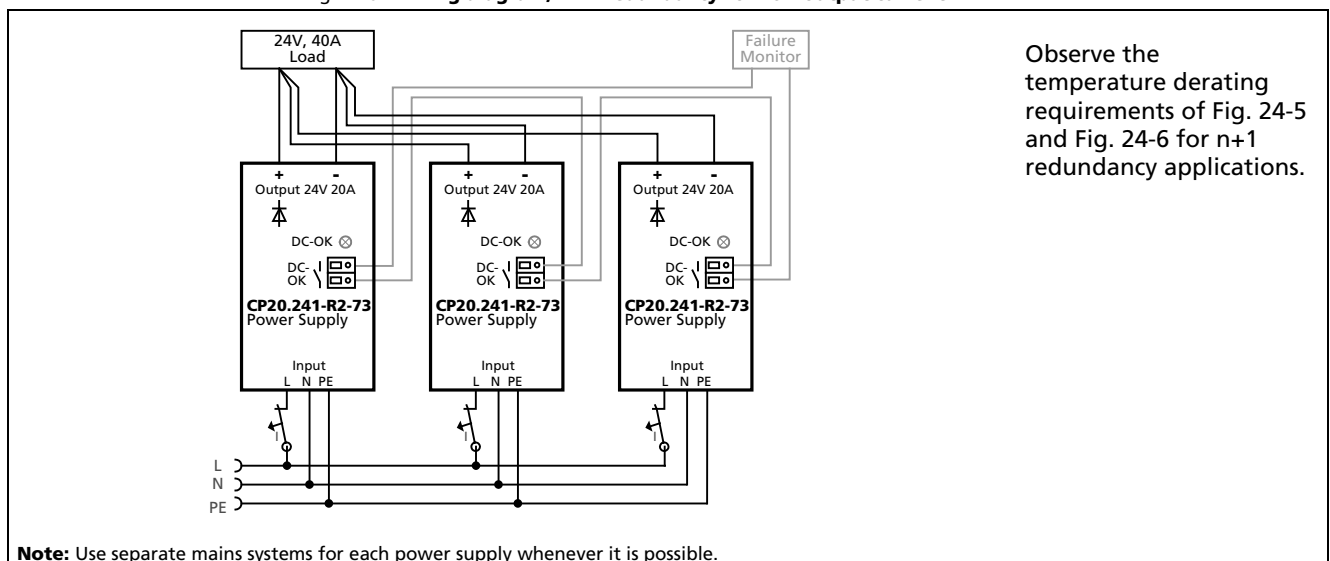 24V, 40A
Load
Failure
Monitor
Observe the
temperature derating
requirements of Fig. 24-5
and Fig. 24-6 for n+1
redundancy applications.
+ -
Output 24V 20A
DC-OK
DC-
OK
I
CP20.241-R2-73
Power Supply
Input
L N PE
I
+ -
Output 24V 20A
DC-OK
DC-
OK
I
CP20.241-R2-73
Power Supply
Input
L N PE
I
+ -
Output 24V 20A
DC-OK
DC-
OK
I
CP20.241-R2-73
Power Supply
Input
L N PE
I
L
N
PE
Note: Use separate mains systems for each power supply whenever it is possible.